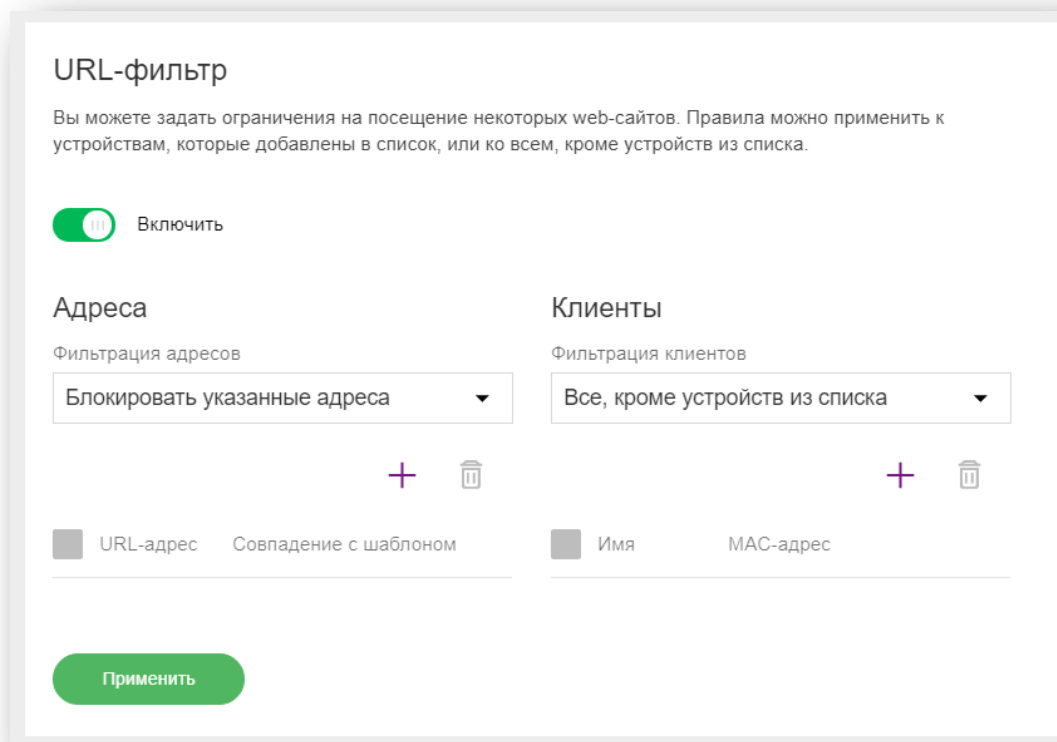 URL-фильтр
Вы можете задать ограничения на посещение некоторых web-сайтов. Правила можно применить к
устройствам, которые добавлены в список, или ко всем, кроме устройств из списка.
Включить
Адреса
Фильтрация адресов
Блокировать указанные адреса
URL-адрес Совпадение с шаблоном
Клиенты
Фильтрация клиентов
Все, кроме устройств из списка
Имя MAC-адрес
Применить